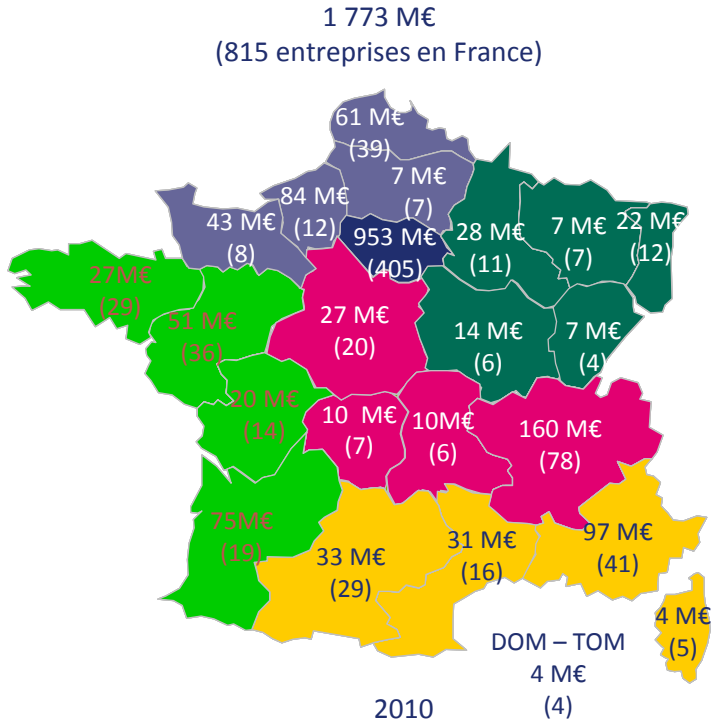 1 773 M€
(815 entreprises en France)
61 M€
(39)
7 M€
(7)
84 M€
(12)
43 M€
(8)
953 M€
(405)
28 M€
(11)
7 M€
(7)
22 M€
(12)
27M€
(29)
51 M€
(36)
27 M€
(20)
14 M€
(6)
7 M€
(4)
20 M€
(14)
10 M€
(7)
10M€
(6)
160 M€
(78)
75M€
(19)
33 M€
(29)
31 M€
(16)
97 M€
(41)
4 M€
(5)
DOM – TOM
4 M€
(4)
2010